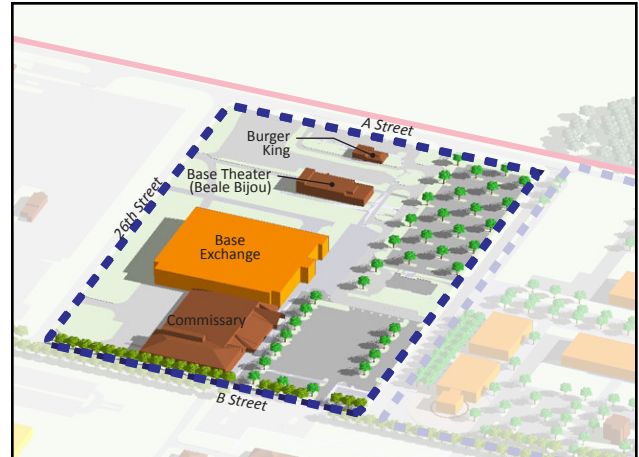 A Street
Burger
King
Base Theater
(Beale Bijou)
26th Street
Base
Exchange
Commissary
B Street